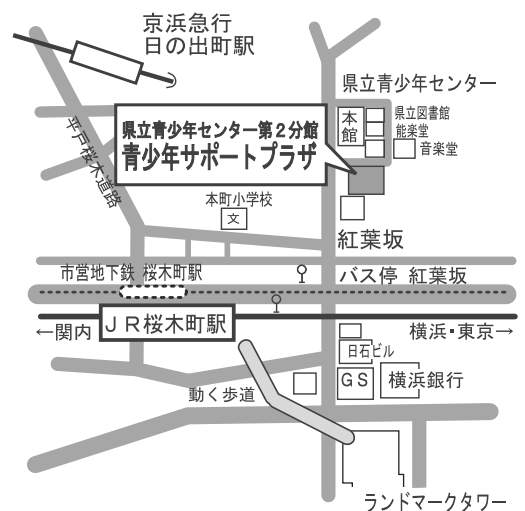 京浜急行
日の出町駅
県立青少年センター
本館
県立図書館
能楽堂
音楽堂
県立青少年センター第2分館
青少年サポートプラザ
平戸桜木道路
本町小学校
文
紅葉坂
市営地下鉄 桜木町駅
バス停 紅葉坂
JR桜木町駅
←関内
横浜・東京→
日石ビル
GS
横浜銀行
動く歩道
ランドマークタワー